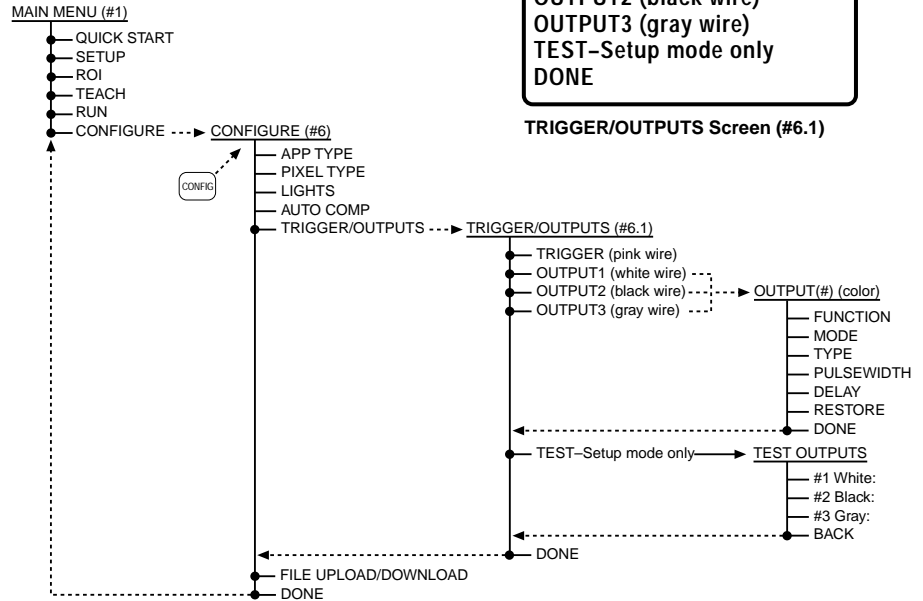 MAIN MENU (#1)
QUICK START
SETUP
ROI
TEACH
RUN
CONFIGURE
CONFIGURE (#6)
CONFIG
APP TYPE
PIXEL TYPE
LIGHTS
AUTO COMP
TRIGGER/OUTPUTS
TRIGGER/OUTPUTS (#6.1)
TRIGGER (pink wire)
OUTPUT1 (white wire)
OUTPUT2 (black wire)
OUTPUT3 (gray wire)
OUTPUT(#) (color)
FUNCTION
MODE
TYPE
PULSEWIDTH
DELAY
RESTORE
DONE
TEST–Setup mode only
TEST OUTPUTS
#1 White:
#2 Black:
#3 Gray:
BACK
DONE
FILE UPLOAD/DOWNLOAD
DONE
OUTPUT2 (black wire)
OUTPUT3 (gray wire)
TEST–Setup mode only
DONE
TRIGGER/OUTPUTS Screen (#6.1)